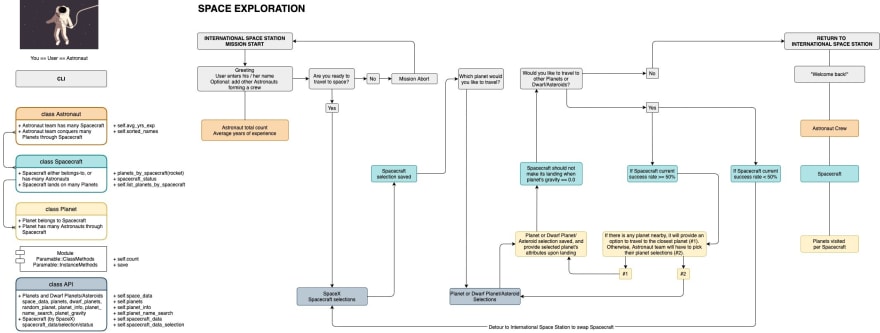 SPACE EXPLORATION
You == User == Astronaut
CLI
class Astronaut
+ Astronaut team has many Spacecraft
+ Astronaut team conquers many
Planets through Spacecraft
+ self.avg_yrs_exp
+ self.sorted_names
class Spacecraft
+ Spacecraft either belongs-to, or
has-many Astronauts
+ Spacecraft lands on many Planets
+ planets_by_spacecraft(rocket)
+ spacecraft_status
+ self.list_planets_by_spacecraft
class Planet
+ Planet belongs to Spacecraft
+ Planet has many Astronauts through
Spacecraft
Module
Paramable::ClassMethods
Paramable::InstanceMethods
+ self.count
+ save
class API
+ Planets and Dwarf Planets/Asteroids
space_data, planets, dwarf_planets,
random_planet, planet_info, planet_
name_search, planet_gravity
+ Spacecraft (by SpaceX)
spacecraft_data/selection/status
+ self.space_data
+ self.planets
+ self.planet_info
+ self.planet_name_search
+ self.spacecraft_data
+ self.spacecraft_data_selection
INTERNATIONAL SPACE STATION
MISSION START
Greeting
User enters his / her name
Optional: add other Astronauts
forming a crew
Astronaut total count
Average years of experience
Are you ready
to travel to space?
No
Mission Abort
Yes
SpaceX
Spacecraft selections
Spacecraft
selection saved
Which planet would
you like to travel?
Planet or Dwarf Planet/Asteroid
Selections
Planet or Dwarf Planet/
Asteroid selection saved, and
provide selected planet's
attributes upon landing
Spacecraft should not
make its landing when
planet's gravity == 0.0
Would you like to travel to
other Planets or
Dwarf/Asteroids?
No
Yes
If Spacecraft current
success rate >= 50%
If Spacecraft current
success rate < 50%
If there is any planet nearby, it will provide an
option to travel to the closest planet (#1).
Otherwise, Astronaut team will have to pick
their planet selections (#2)
#1
#2
Detour to International Space Station to swap Spacecraft
RETURN TO
INTERNATIONAL SPACE STATION
"Welcome back!"
Astronaut Crew
Spacecraft
Planets visited
per Spacecraft